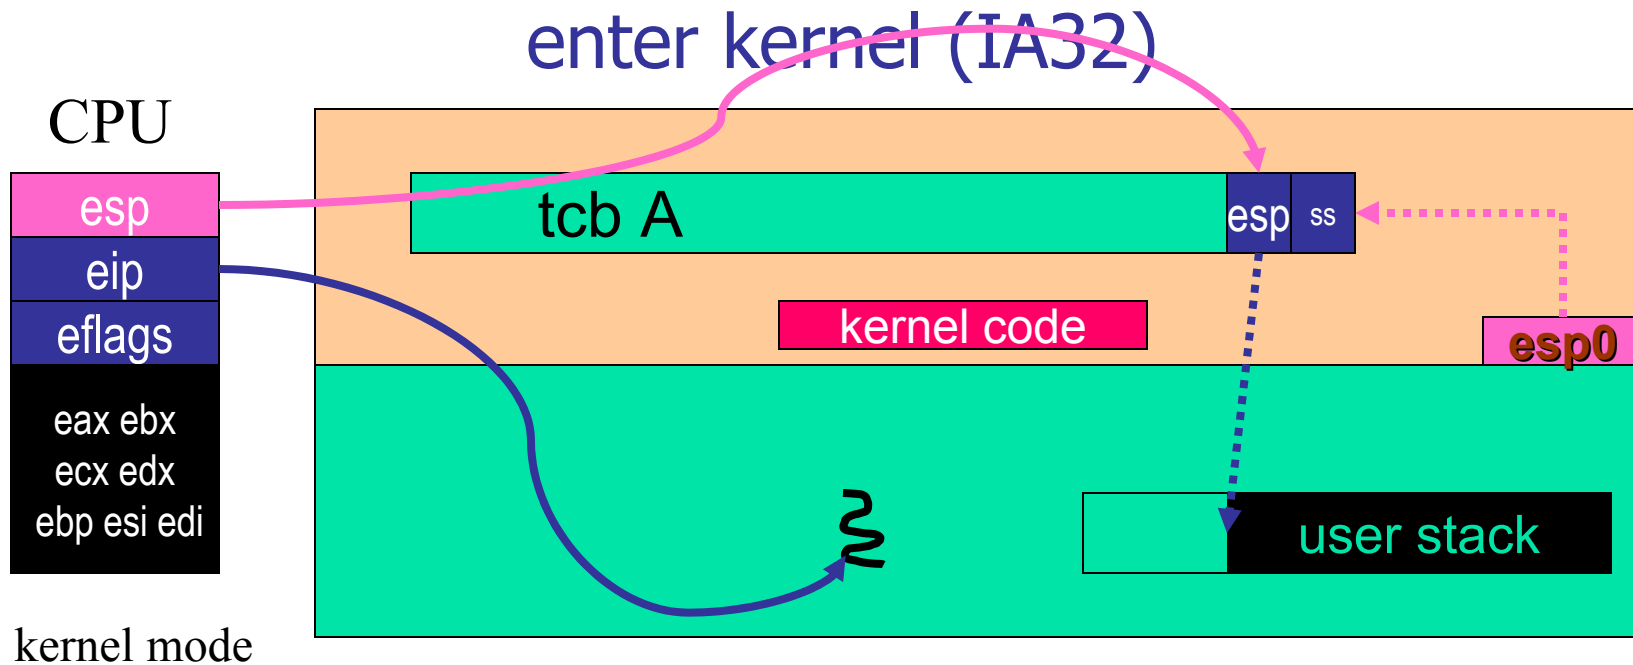 enter kernel (IA32)
CPU
esp
eip
eflags
eax ebx
ecx edx
ebp esi edi
kernel mode
tcb A
esp
ss
kernel code
esp0
user stack